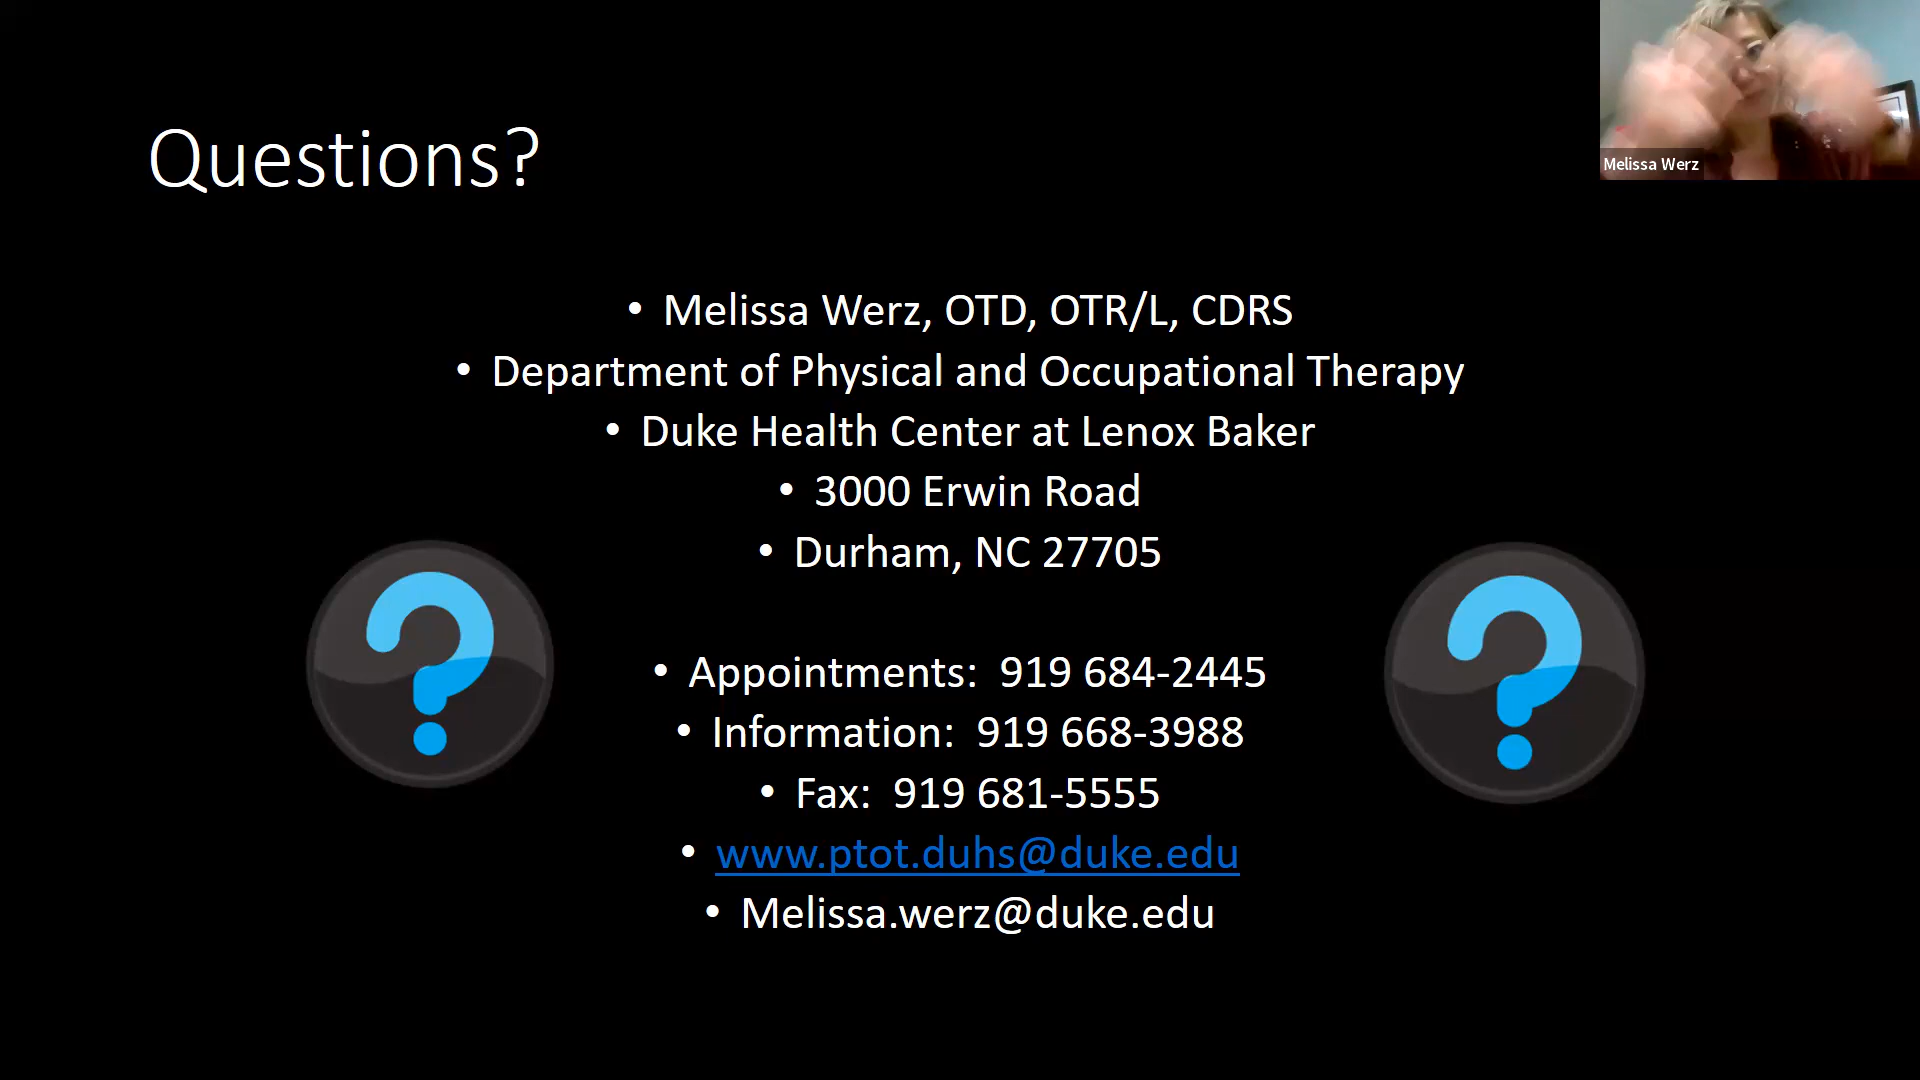 Questions?
Melissa Werz
• Melissa Werz, OTD, OTR/L, CDRS
• Department of Physical and Occupational Therapy
• Duke Health Center at Lenox Baker
• 3000 Erwin Road
• Durham, NC 27705
• Appointments:  919 684-2445
• Information:  919 668-3988
• Fax:  919 681-5555
• www.ptot.duhs@duke.edu
• Melissa.werz@duke.edu